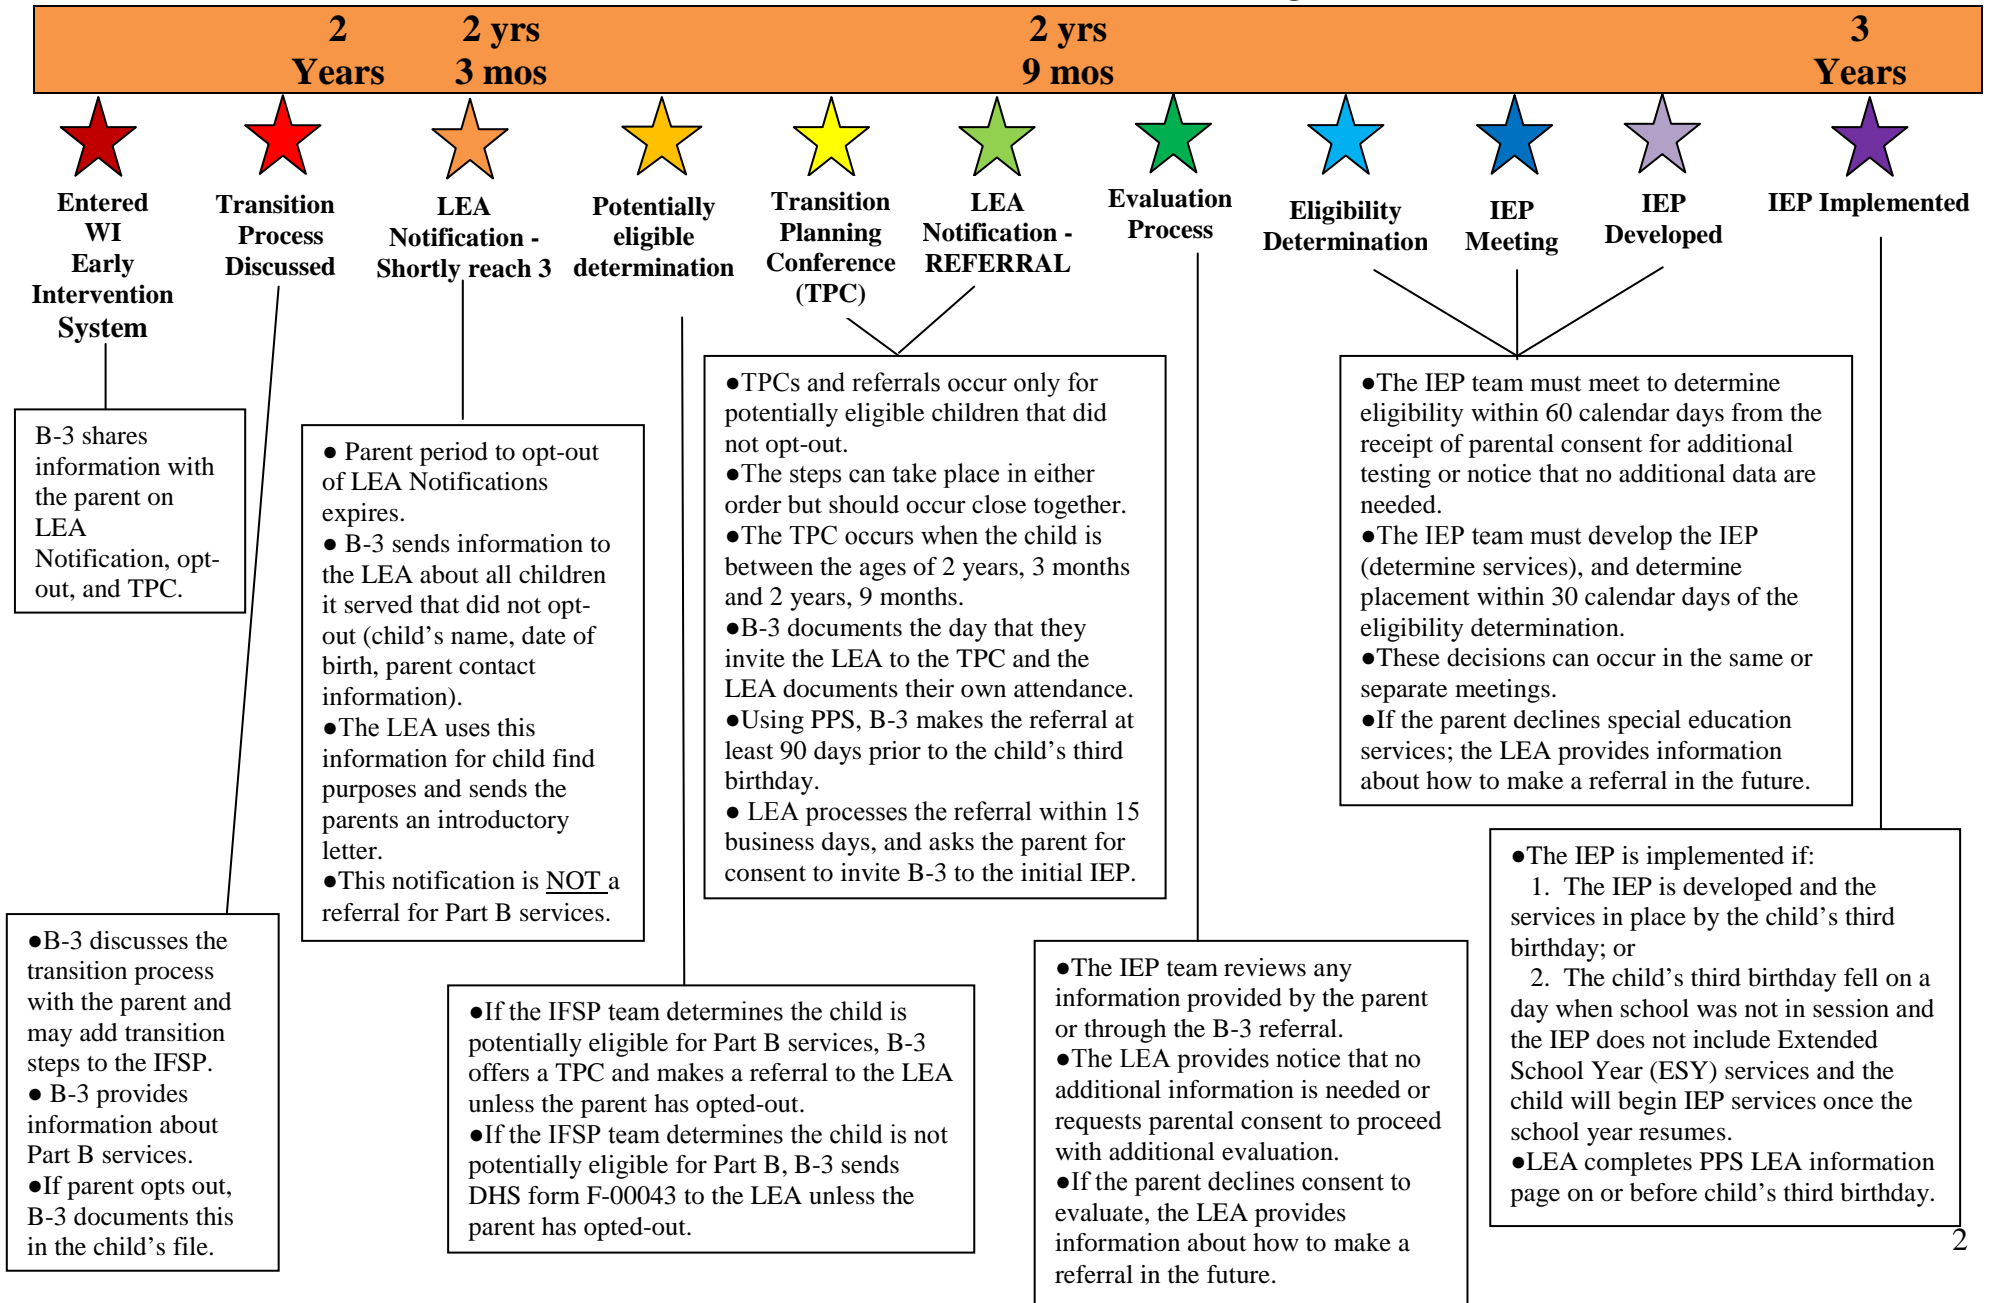 2
Years
2 yrs
3 mos
2 yrs
9 mos
3
Years
Entered
WI
Early
Intervention
System
Transition
Process
Discussed
LEA
Notification -
Shortly reach 3
Potentially
eligible
determination
Transition
Planning
Conference
(TPC)
LEA
Notification -
REFERRAL
Evaluation
Process
Eligibility
Determination
IEP
Meeting
IEP
Developed
IEP Implemented
B-3 shares
information with
the parent on
LEA
Notification, opt-
out, and TPC.
●B-3 discusses the
transition process
with the parent and
may add transition
steps to the IFSP.
● B-3 provides
information about
Part B services.
●If parent opts out,
B-3 documents this
in the child’s file.
● Parent period to opt-out
of LEA Notifications
expires.
● B-3 sends information to
the LEA about all children
it served that did not opt-
out (child’s name, date of
birth, parent contact
information).
●The LEA uses this
information for child find
purposes and sends the
parents an introductory
letter.
●This notification is NOT a
referral for Part B services.
●If the IFSP team determines the child is
potentially eligible for Part B services, B-3
offers a TPC and makes a referral to the LEA
unless the parent has opted-out.
●If the IFSP team determines the child is not
potentially eligible for Part B, B-3 sends
DHS form F-00043 to the LEA unless the
parent has opted-out.
●TPCs and referrals occur only for
potentially eligible children that did
not opt-out.
●The steps can take place in either
order but should occur close together.
●The TPC occurs when the child is
between the ages of 2 years, 3 months
and 2 years, 9 months.
●B-3 documents the day that they
invite the LEA to the TPC and the
LEA documents their own attendance.
●Using PPS, B-3 makes the referral at
least 90 days prior to the child’s third
birthday.
● LEA processes the referral within 15
business days, and asks the parent for
consent to invite B-3 to the initial IEP.
●The IEP team reviews any
information provided by the parent
or through the B-3 referral.
●The LEA provides notice that no
additional information is needed or
requests parental consent to proceed
with additional evaluation.
●If the parent declines consent to
evaluate, the LEA provides
information about how to make a
referral in the future.
●The IEP team must meet to determine
eligibility within 60 calendar days from the
receipt of parental consent for additional
testing or notice that no additional data are
needed.
●The IEP team must develop the IEP
(determine services), and determine
placement within 30 calendar days of the
eligibility determination.
●These decisions can occur in the same or
separate meetings.
●If the parent declines special education
services; the LEA provides information
about how to make a referral in the future.
●The IEP is implemented if:
1. The IEP is developed and the
services in place by the child’s third
birthday; or
2. The child’s third birthday fell on a
day when school was not in session and
the IEP does not include Extended
School Year (ESY) services and the
child will begin IEP services once the
school year resumes.
●LEA completes PPS LEA information
page on or before child’s third birthday.
2